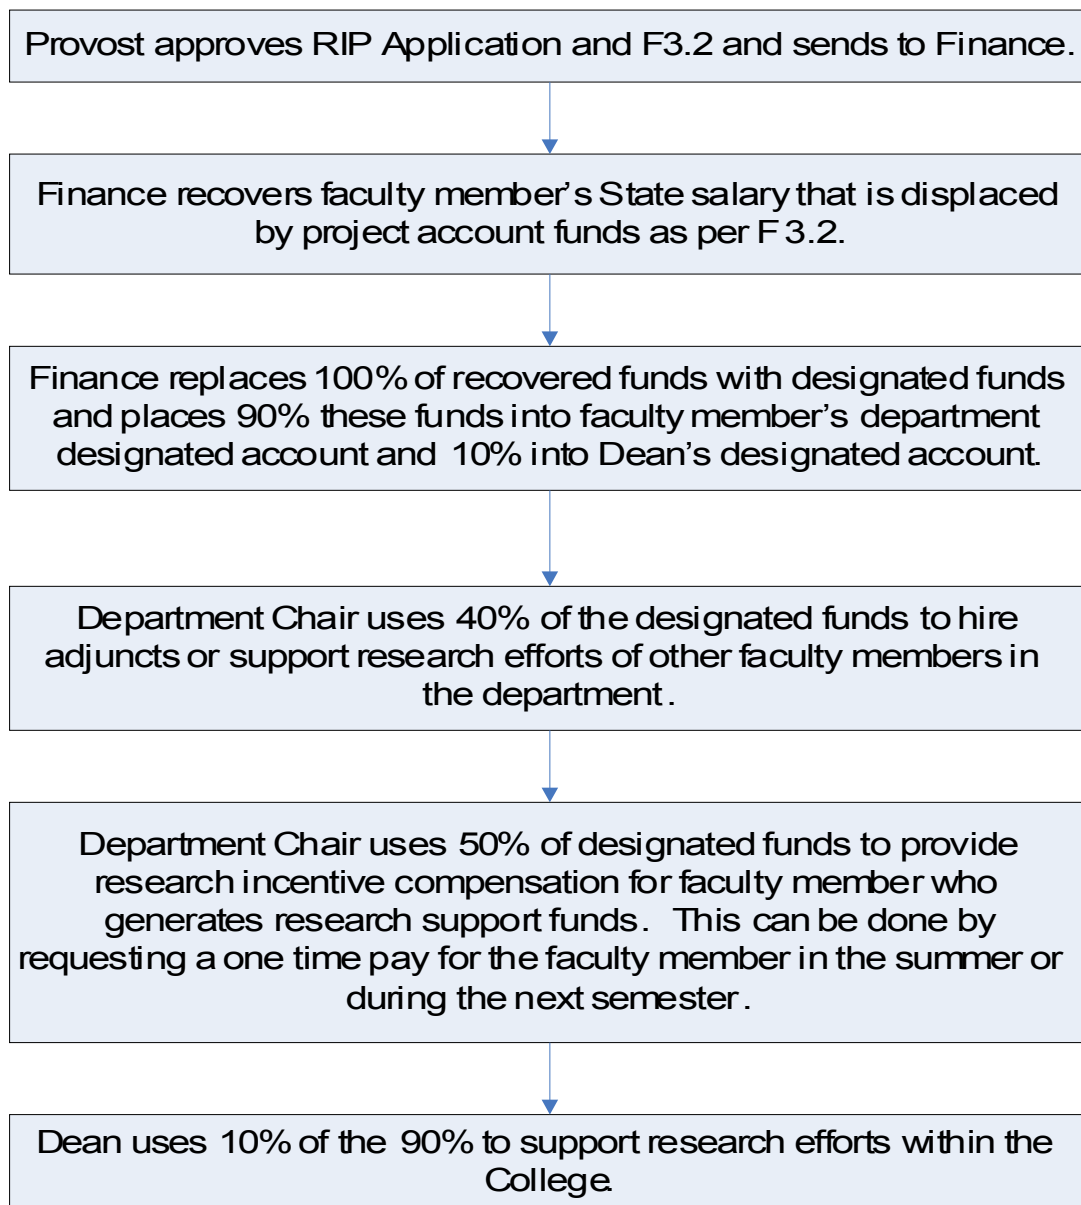 Provost approves RIP Application and F3.2 and sends to Finance.
Finance recovers faculty member's State salary that is displaced
by project account funds as per F 3.2.
Finance replaces 100% of recovered funds with designated funds
and places 90% these funds into faculty member's department
designated account and 10% into Dean's designated account.
Department Chair uses 40% of the designated funds to hire
adjuncts or support research efforts of other faculty members in
the department.
Department Chair uses 50% of designated funds to provide
research incentive compensation for faculty member who
generates research support funds. This can be done by
requesting a one time pay for the faculty member in the summer or
during the next semester.
Dean uses 10% of the 90% to support research efforts within the
College.